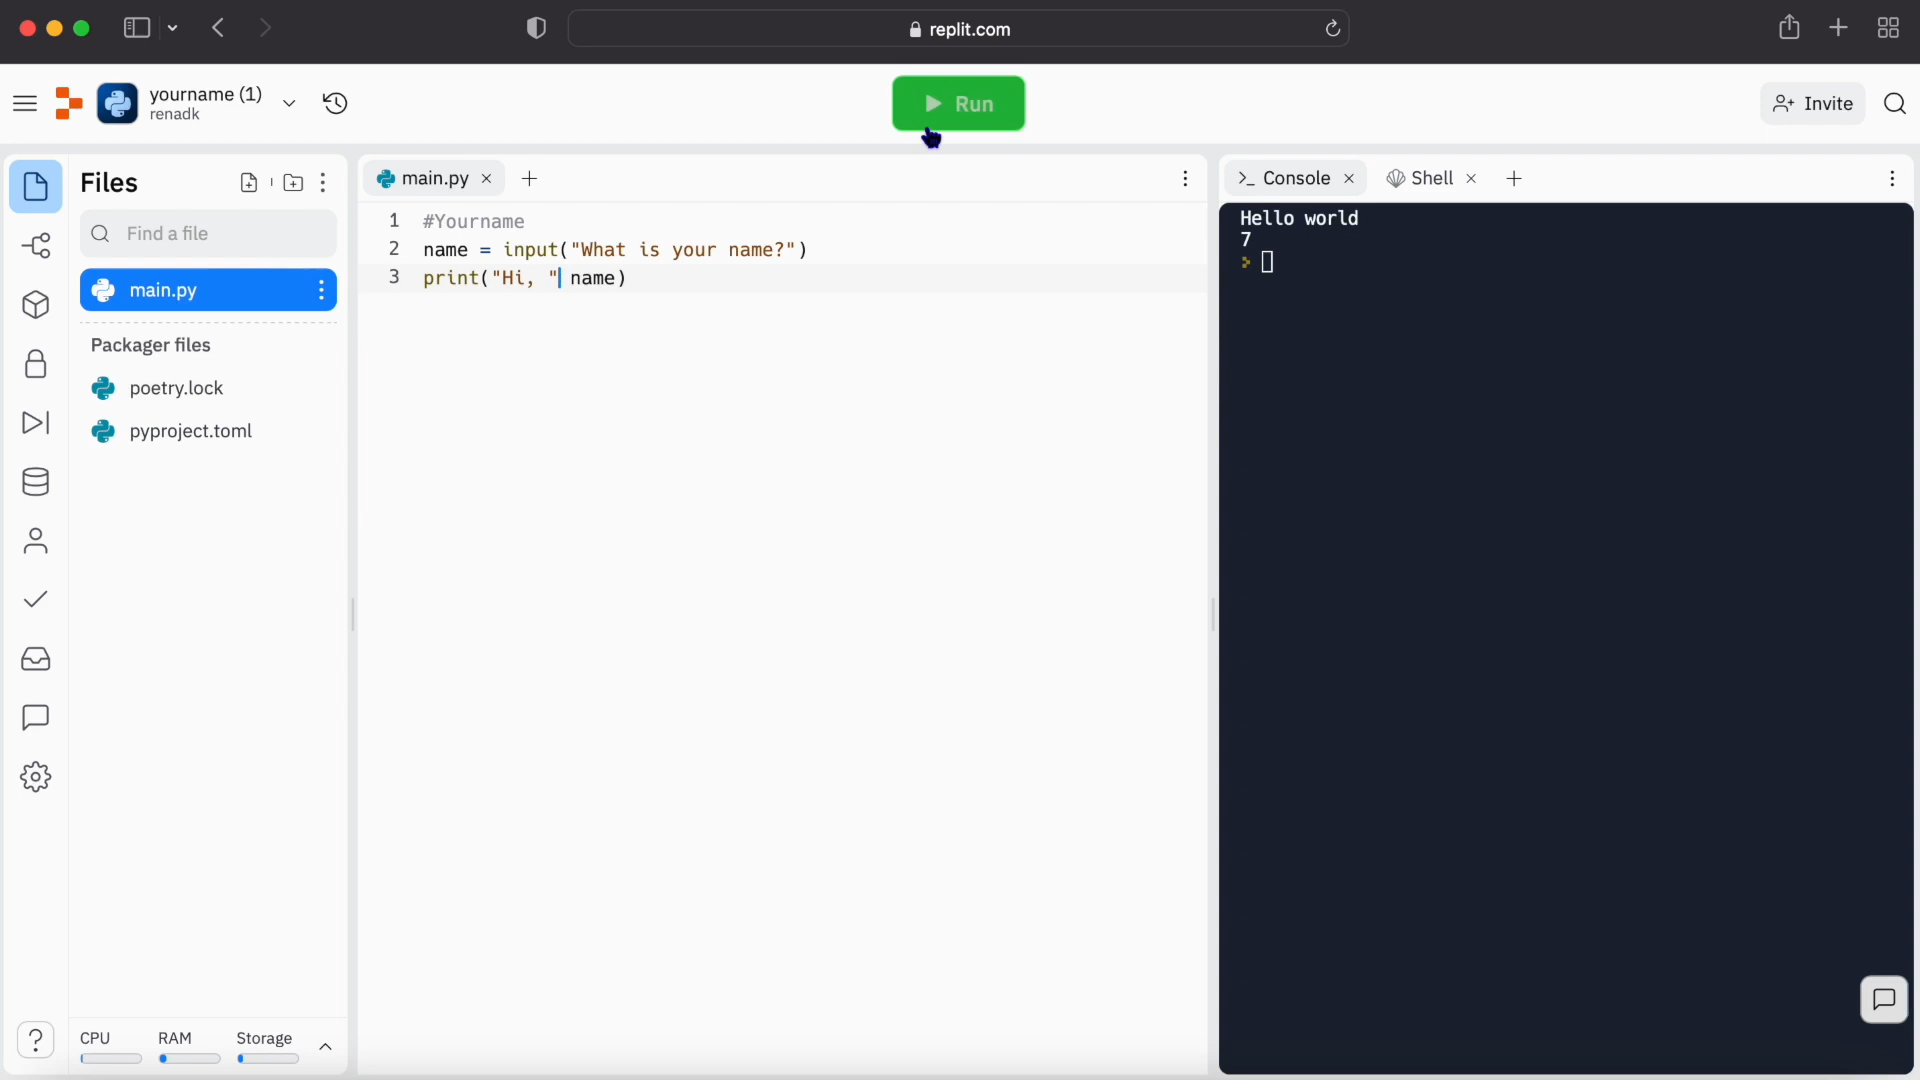 replit.com
yourname (1)
renadk
Run
Invite
Files
Find a file
main.py
Packager files
poetry.lock
pyproject.toml
CPU RAM Storage
?
main.py
1 #Yourname
2 name = input("What is your name?")
3 print("Hi, " name)
>_ Console Shell
Hello world
7